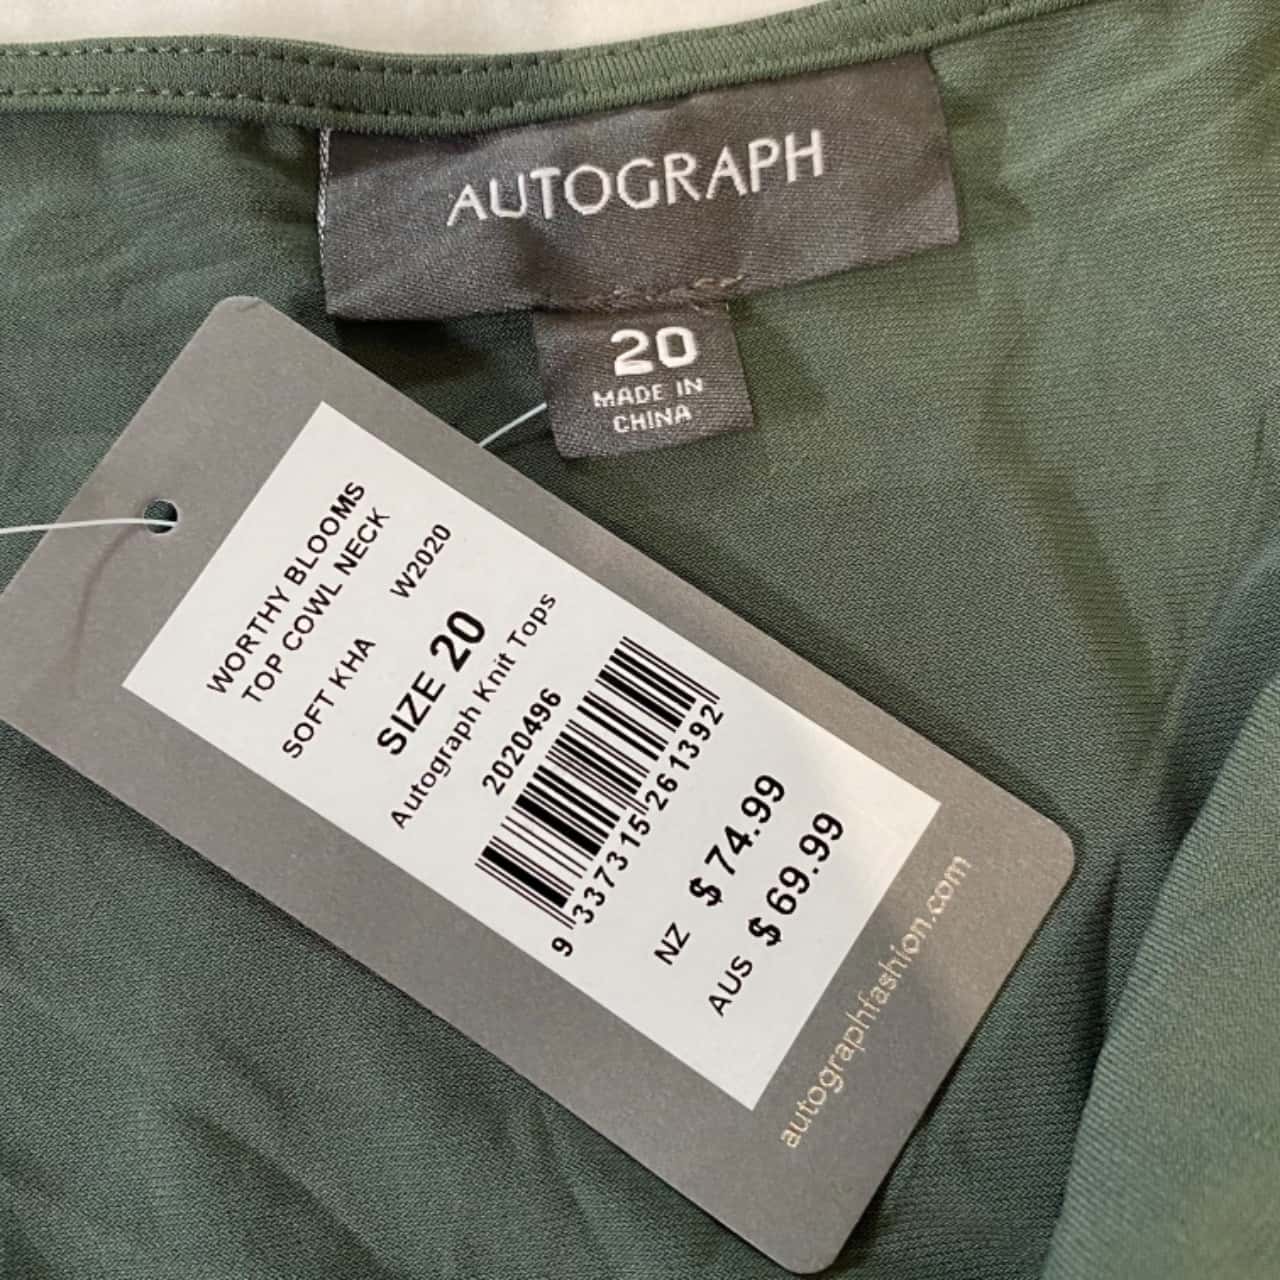 AUTOGRAPH
20
MADE IN
CHINA
WORTHY BLOOMS
TOP COWL NECK
SOFT KHA W2020
SIZE 20
Autograph Knit Tops
2020496
9 337315 261392
NZ $ 74.99
AUS $ 69.99
autographfashion.com